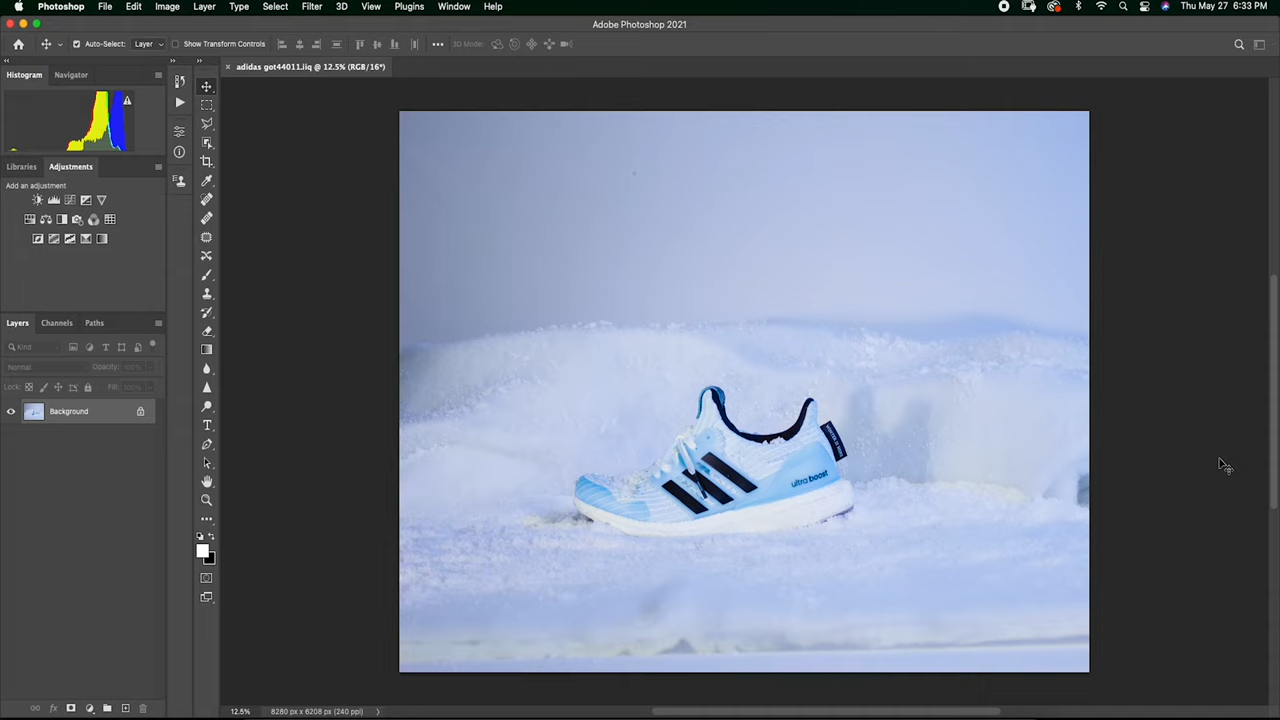 Photoshop File Edit Image Layer Type Select Filter 3D View Plugins Window Help Thu May 27 6:33 PM
Adobe Photoshop 2021
Auto-Select: Layer Show Transform Controls 3D Mode:
adidas got44011.iiq @ 12.5% (RGB/16*)
Histogram Navigator
Libraries Adjustments
Add an adjustment
Layers Channels Paths
Kind
Normal Opacity: 100%
Lock: Fill: 100%
Background
ultra boost
12.5% 8280 px x 6208 px (240 ppi)